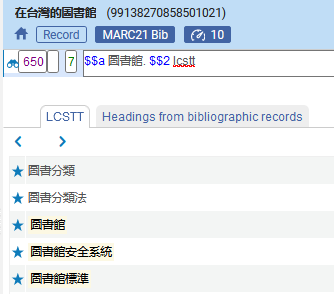 在台灣的圖書館 (99138270858501021)
Record MARC21 Bib 10
650 7 $$a 圖書館. $$2 lcstt
LCSTT Headings from bibliographic records
圖書分類
圖書分類法
圖書館
圖書館安全系統
圖書館標準